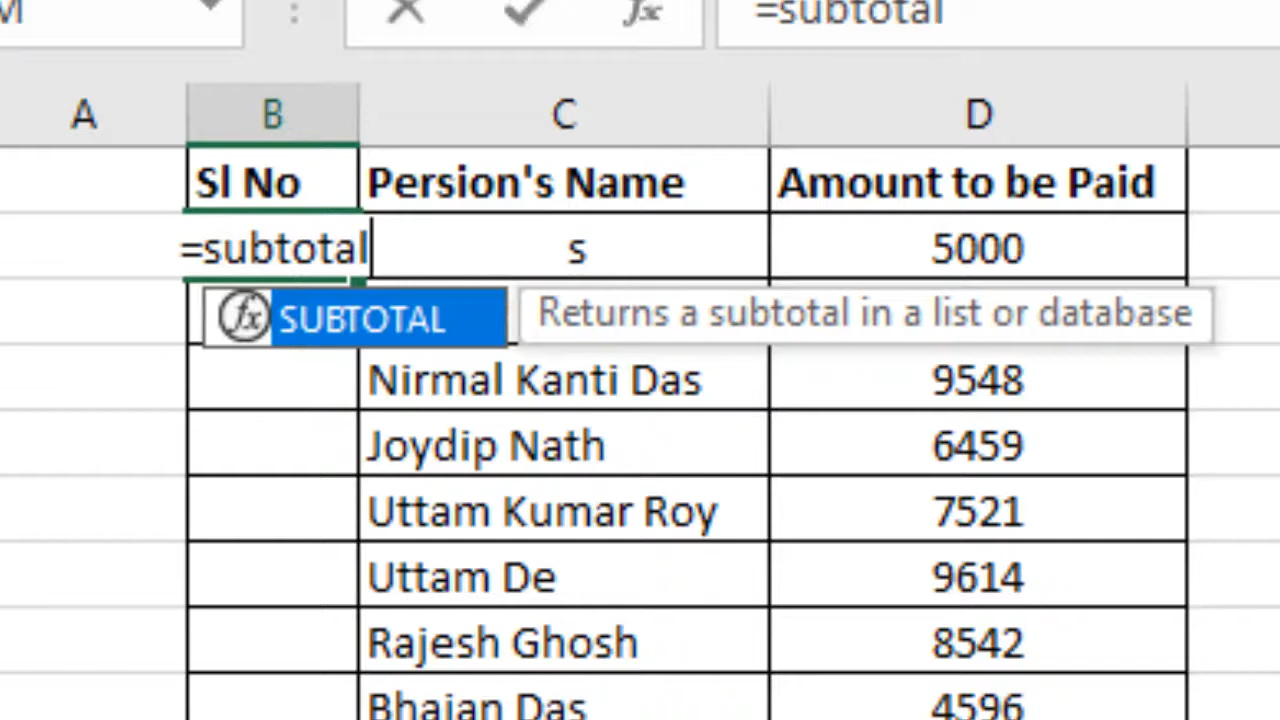 =subtotal
A B C D
Sl No Persion's Name Amount to be Paid
=subtotal s 5000
fx SUBTOTAL Returns a subtotal in a list or database
Nirmal Kanti Das 9548
Joydip Nath 6459
Uttam Kumar Roy 7521
Uttam De 9614
Rajesh Ghosh 8542
Bhajan Das 4596